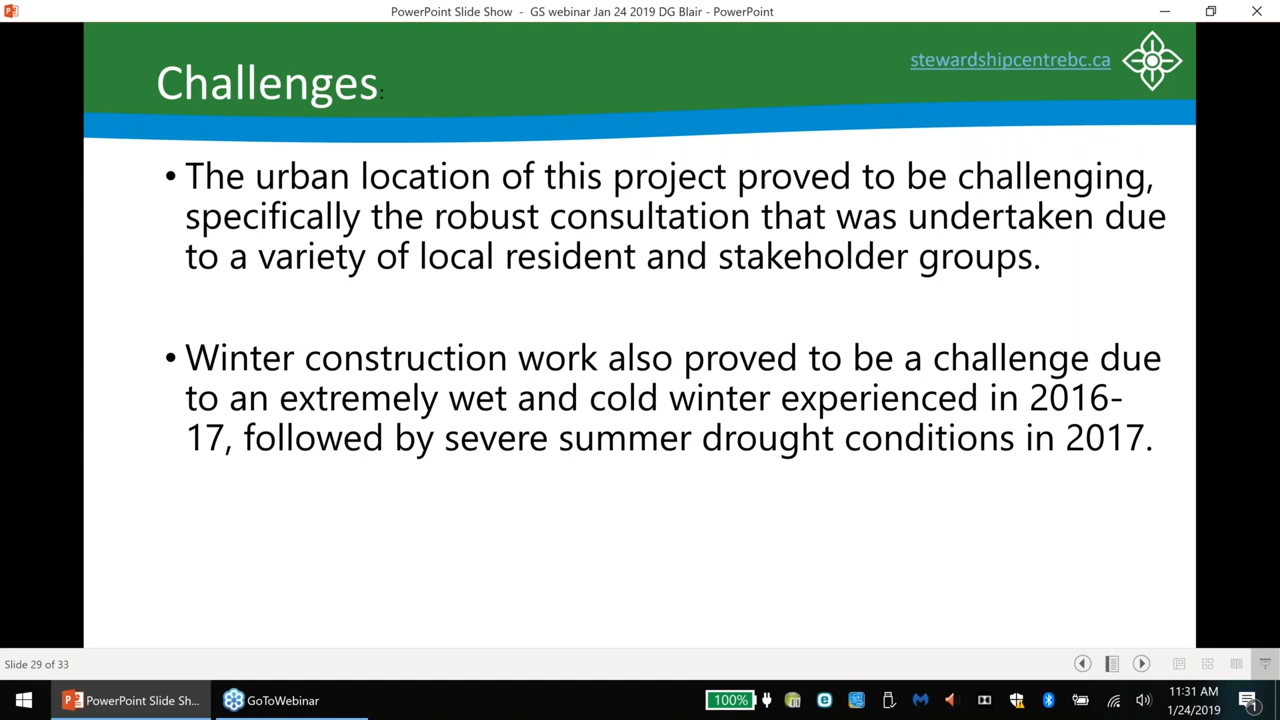 PowerPoint Slide Show - GS webinar Jan 24 2019 DG Blair - PowerPoint
stewardshipcentrebc.ca
Challenges:
• The urban location of this project proved to be challenging,
specifically the robust consultation that was undertaken due
to a variety of local resident and stakeholder groups.
• Winter construction work also proved to be a challenge due
to an extremely wet and cold winter experienced in 2016-
17, followed by severe summer drought conditions in 2017.
Slide 29 of 33
PowerPoint Slide Sh...
GoToWebinar
100%
11:31 AM
1/24/2019
1